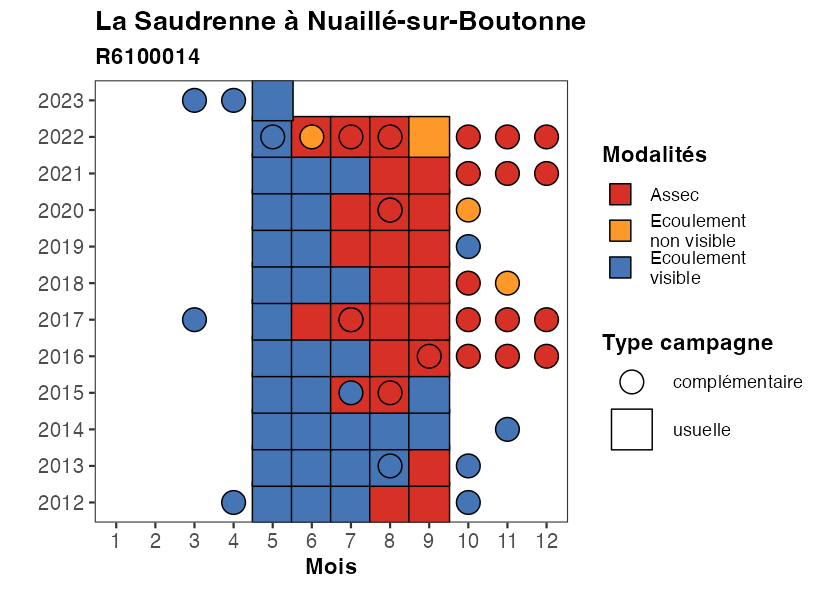 La Saudrenne à Nuaillé-sur-Boutonne
R6100014
2023
2022
2021
2020
2019
2018
2017
2016
2015
2014
2013
2012
1 2 3 4 5 6 7 8 9 10 11 12
Mois
Modalités
Assec
Ecoulement
non visible
Ecoulement
visible
Type campagne
complémentaire
usuelle